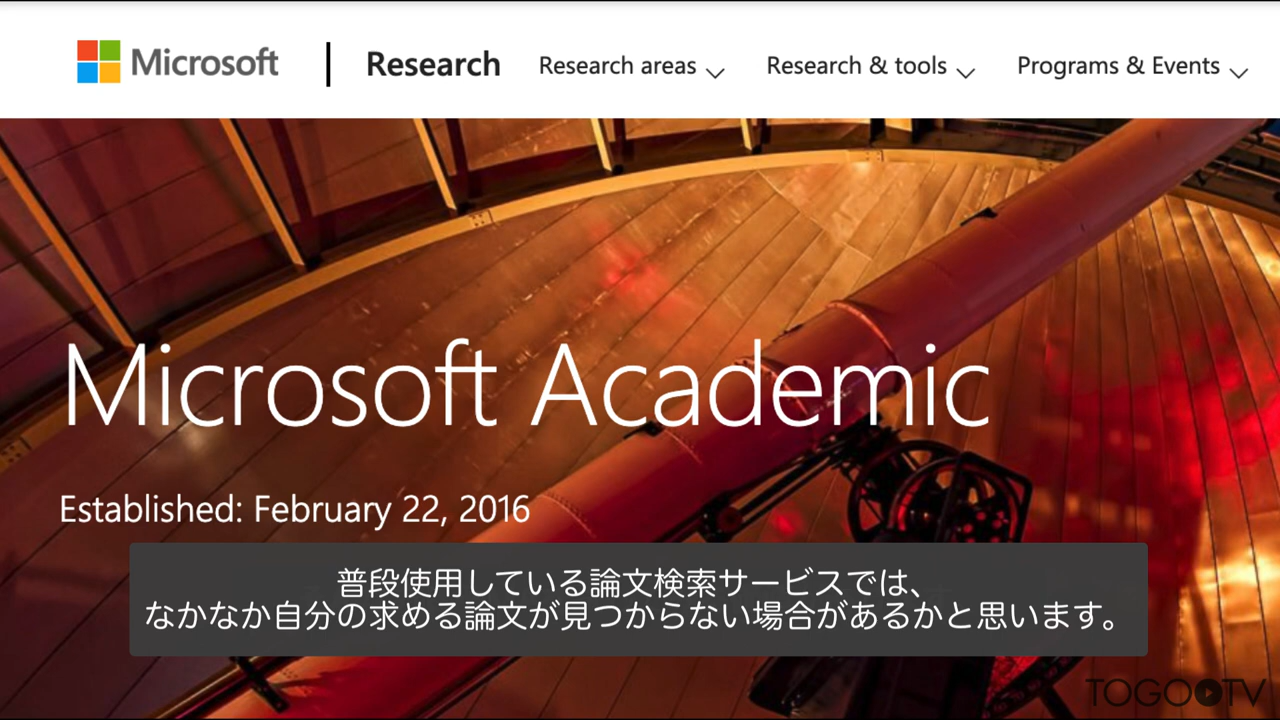 Microsoft | Research Research areas Research & tools Programs & Events
Microsoft Academic
Established: February 22, 2016
普段使用している論文検索サービスでは、
なかなか自分の求める論文が見つからない場合があるかと思います。
TOGOTV